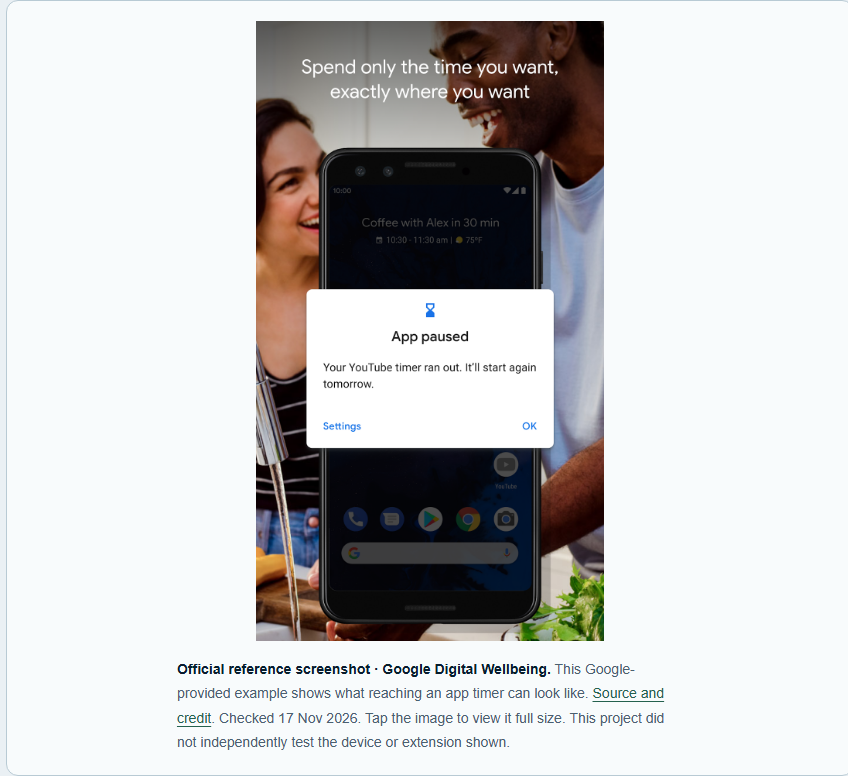 Spend only the time you want,
exactly where you want
10:00
Coffee with Alex in 30 min
10:30 - 11:30 am | 75°F
App paused
Your YouTube timer ran out. It'll start again
tomorrow.
Settings
OK
YouTube
Official reference screenshot · Google Digital Wellbeing. This Google-
provided example shows what reaching an app timer can look like. Source and
credit. Checked 17 Nov 2026. Tap the image to view it full size. This project did
not independently test the device or extension shown.